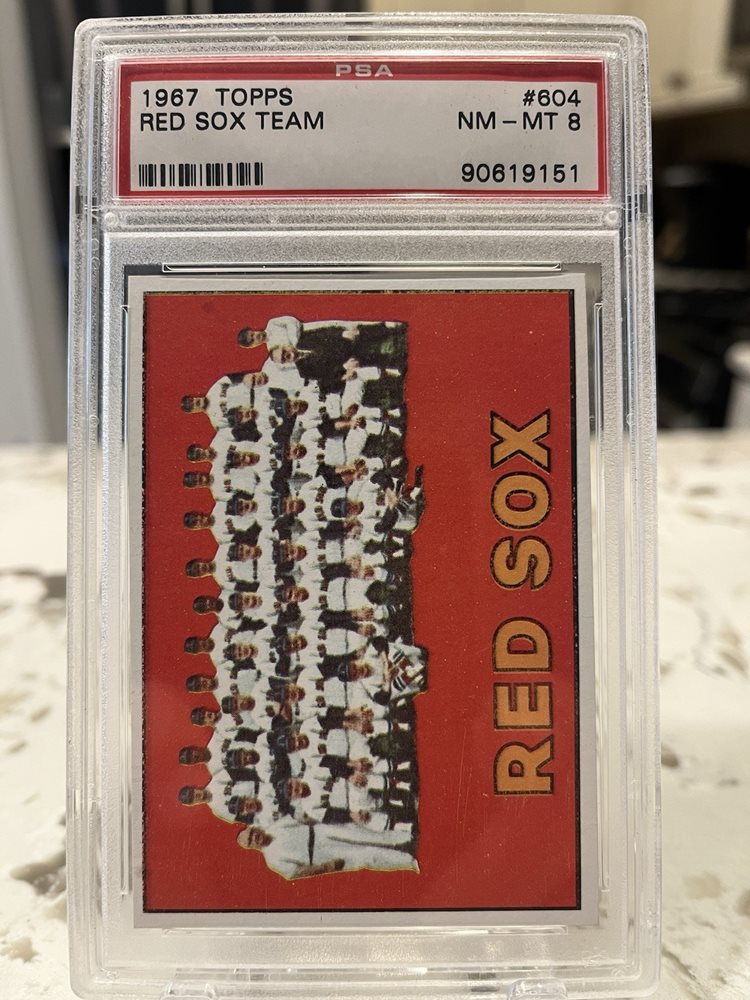 PSA
1967 TOPPS #604
RED SOX TEAM NM-MT 8
90619151
RED SOX